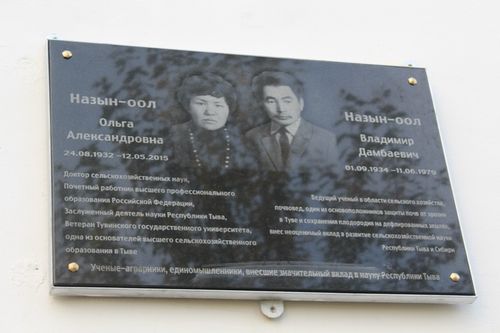 Назын-оол
Ольга
Александровна
24.08.1932 -12.05.2015
Доктор сельскохозяйственных наук,
Почетный работник высшего профессионального
образования Российской Федерации,
Заслуженный деятель науки Республики Тыва,
Ветеран Тувинского государственного университета,
одна из основателей высшего сельскохозяйственного
образования в Туве
Назын-оол
Владимир
Дамбаевич
01.09.1934 -11.06.1979
Ведущий ученый в области сельского хозяйства,
почвовед, один из основоположников защиты почв от эрозии
в Туве и сохранения плодородия на дефлированных землях,
внес неоценимый вклад в развитие сельскохозяйственной науки
Республики Тыва и Сибири
Ученые-аграрники, единомышленники, внесшие значительный вклад в науку Республики Тыва